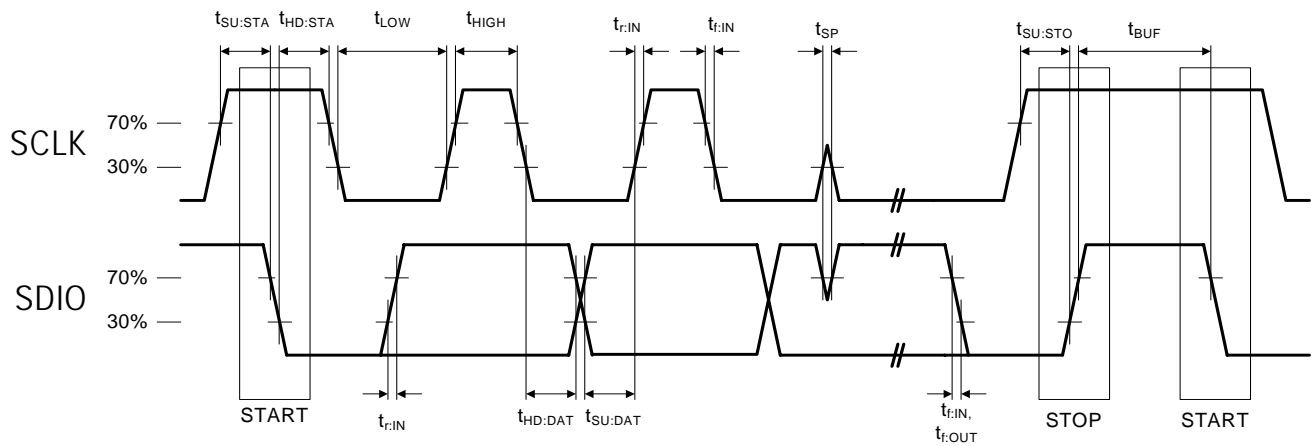 tSU:STA tHD:STA tLOW tHIGH tr:IN tf:IN tSP tSU:STO tBUF
70%
SCLK
30%
70%
SDIO
30%
START tr:IN tHD:DAT tSU:DAT tf:IN, STOP START
tf:OUT